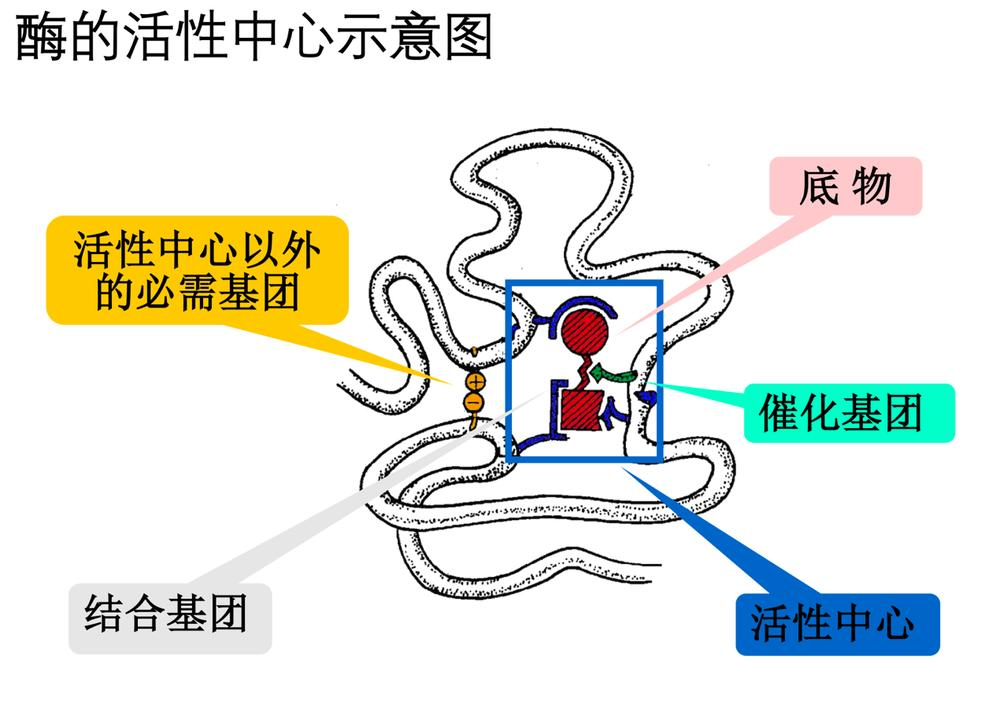 酶的活性中心示意图
底 物
活性中心以外
的必需基团
+
−
催化基团
结合基团
活性中心